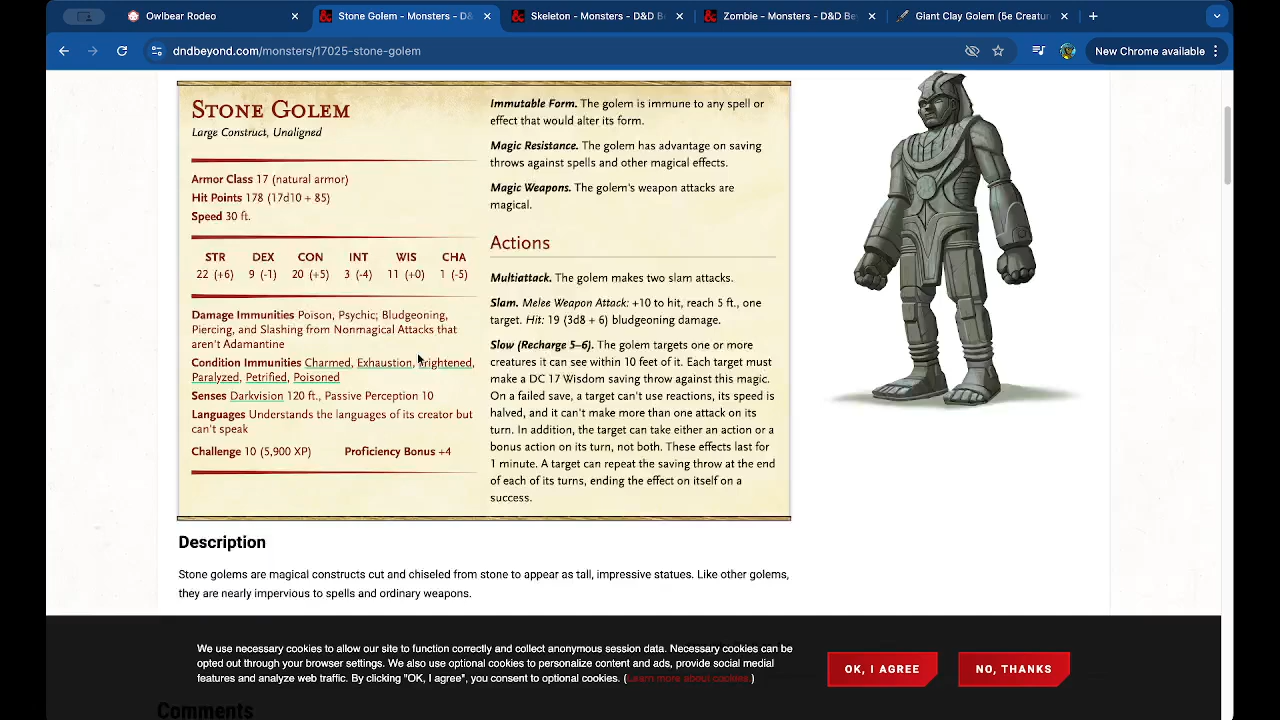 Owlbear Rodeo
Stone Golem - Monsters - D&
Skeleton - Monsters - D&D B
Zombie - Monsters - D&D Be
Giant Clay Golem (5e Creatur
dndbeyond.com/monsters/17025-stone-golem
New Chrome available
STONE GOLEM
Large Construct, Unaligned
Armor Class 17 (natural armor)
Hit Points 178 (17d10 + 85)
Speed 30 ft.
STR DEX CON INT WIS CHA
22 (+6) 9 (-1) 20 (+5) 3 (-4) 11 (+0) 1 (-5)
Damage Immunities Poison, Psychic; Bludgeoning,
Piercing, and Slashing from Nonmagical Attacks that
aren't Adamantine
Condition Immunities Charmed, Exhaustion, Frightened,
Paralyzed, Petrified, Poisoned
Senses Darkvision 120 ft., Passive Perception 10
Languages Understands the languages of its creator but
can't speak
Challenge 10 (5,900 XP) Proficiency Bonus +4
Immutable Form. The golem is immune to any spell or
effect that would alter its form.
Magic Resistance. The golem has advantage on saving
throws against spells and other magical effects.
Magic Weapons. The golem's weapon attacks are
magical.
Actions
Multiattack. The golem makes two slam attacks.
Slam. Melee Weapon Attack: +10 to hit, reach 5 ft., one
target. Hit: 19 (3d8 + 6) bludgeoning damage.
Slow (Recharge 5–6). The golem targets one or more
creatures it can see within 10 feet of it. Each target must
make a DC 17 Wisdom saving throw against this magic.
On a failed save, a target can't use reactions, its speed is
halved, and it can't make more than one attack on its
turn. In addition, the target can take either an action or a
bonus action on its turn, not both. These effects last for
1 minute. A target can repeat the saving throw at the end
of each of its turns, ending the effect on itself on a
success.
Description
Stone golems are magical constructs cut and chiseled from stone to appear as tall, impressive statues. Like other golems,
they are nearly impervious to spells and ordinary weapons.
We use necessary cookies to allow our site to function correctly and collect anonymous session data. Necessary cookies can be
opted out through your browser settings. We also use optional cookies to personalize content and ads, provide social medial
features and analyze web traffic. By clicking "OK, I agree", you consent to optional cookies. (Learn more about cookies.)
OK, I AGREE
NO, THANKS
Comments